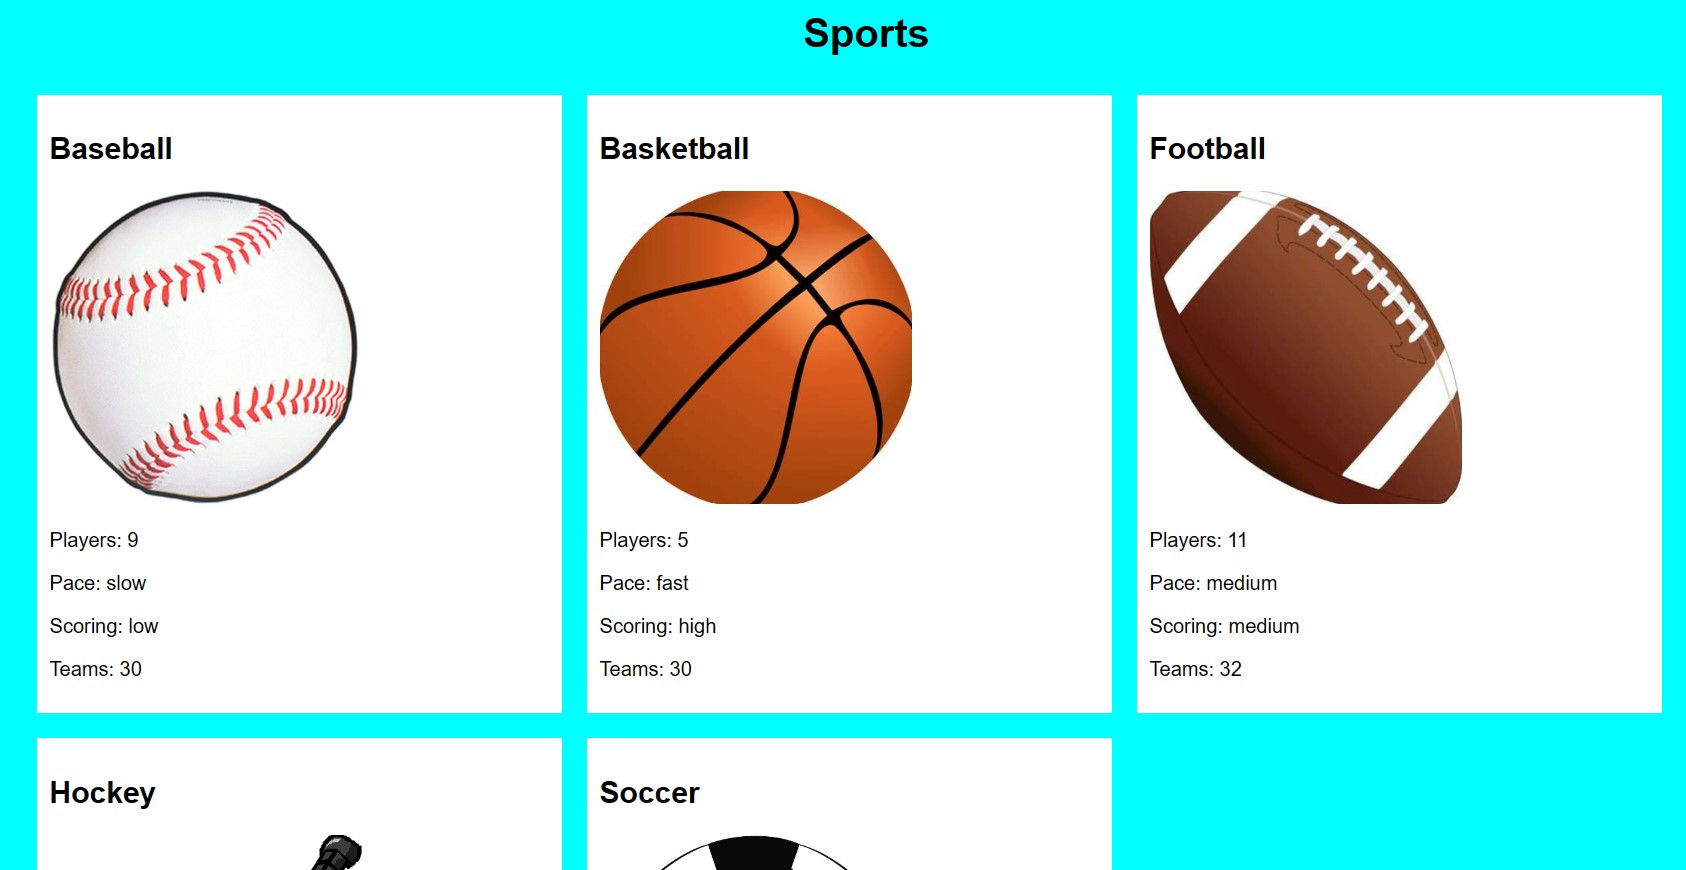 Sports
Baseball
Players: 9
Pace: slow
Scoring: low
Teams: 30
Basketball
Players: 5
Pace: fast
Scoring: high
Teams: 30
Football
Players: 11
Pace: medium
Scoring: medium
Teams: 32
Hockey
Soccer